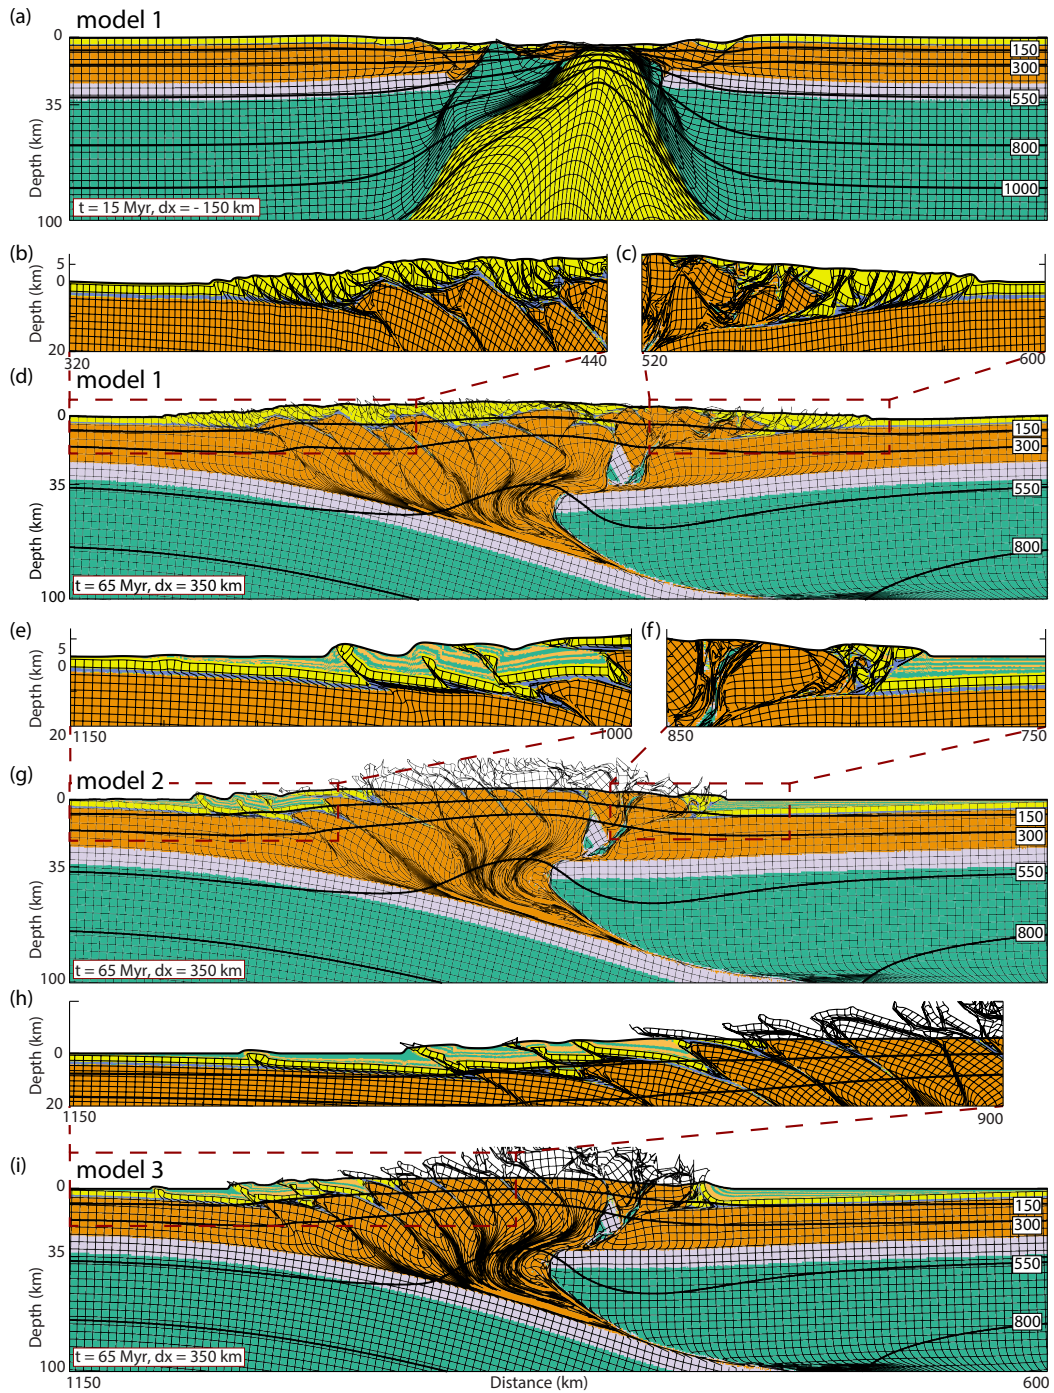 (a) model 1
0
35
100
Depth (km)
150
300
550
800
1000
t = 15 Myr, dx = - 150 km
(b)
5
0
20
Depth (km)
320
440
(c)
520
600
(d) model 1
0
35
100
Depth (km)
150
300
550
800
t = 65 Myr, dx = 350 km
(e)
5
0
20
Depth (km)
1150
1000
(f)
850
750
(g) model 2
0
35
100
Depth (km)
150
300
550
800
t = 65 Myr, dx = 350 km
(h)
0
20
Depth (km)
1150
900
(i) model 3
0
35
100
Depth (km)
150
300
550
800
t = 65 Myr, dx = 350 km
1150
Distance (km)
600